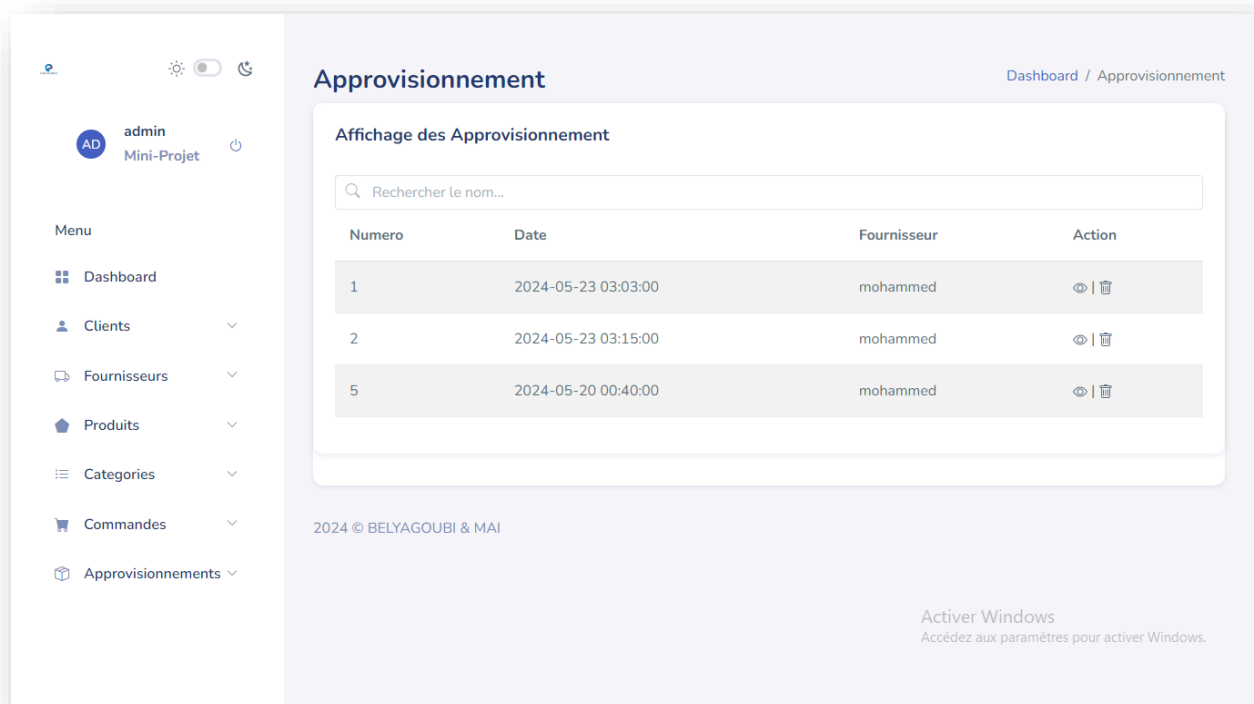 Approvisionnement
Dashboard / Approvisionnement
AD
admin
Mini-Projet
Affichage des Approvisionnement
Rechercher le nom...
Menu
Dashboard
Clients
Fournisseurs
Produits
Categories
Commandes
Approvisionnements
Numero Date Fournisseur Action
1 2024-05-23 03:03:00 mohammed |
2 2024-05-23 03:15:00 mohammed |
5 2024-05-20 00:40:00 mohammed |
2024 © BELYAGOUBI & MAI
Activer Windows
Accédez aux paramètres pour activer Windows.